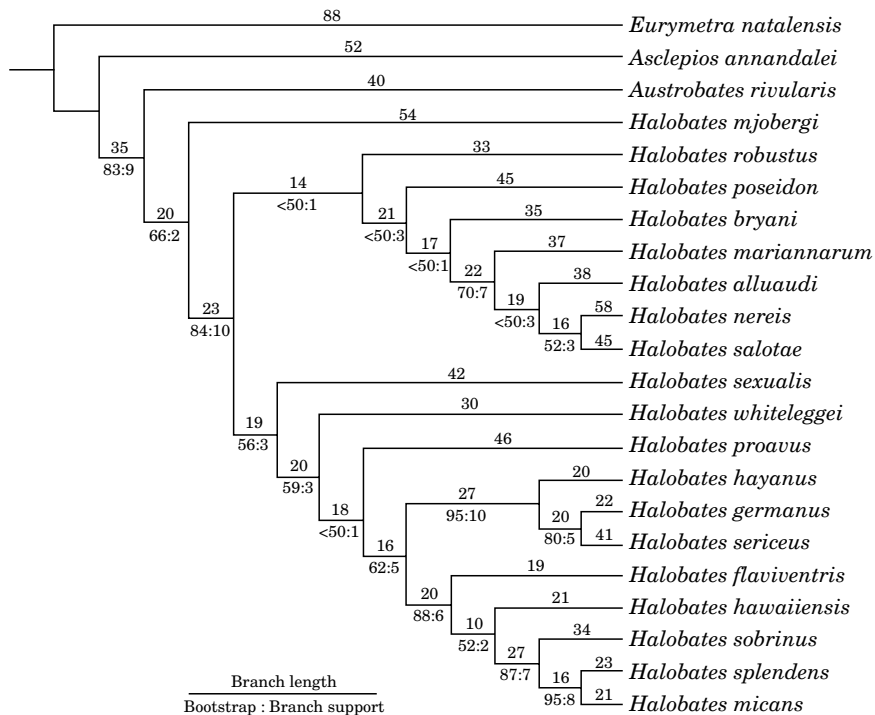 88
Eurymetra natalensis
52
Asclepios annandalei
40
Austrobates rivularis
35
83:9
54
Halobates mjobergi
20
66:2
33
Halobates robustus
14
<50:1
45
Halobates poseidon
21
<50:3
35
Halobates bryani
17
<50:1
37
Halobates mariannarum
22
70:7
38
Halobates alluaudi
19
<50:3
58
Halobates nereis
16
52:3
45
Halobates salotae
23
84:10
42
Halobates sexualis
19
56:3
30
Halobates whiteleggei
20
59:3
46
Halobates proavus
18
<50:1
20
Halobates hayanus
27
95:10
22
Halobates germanus
20
80:5
41
Halobates sericeus
16
62:5
19
Halobates flaviventris
20
88:6
21
Halobates hawaiiensis
10
52:2
34
Halobates sobrinus
27
87:7
23
Halobates splendens
16
95:8
21
Halobates micans
Branch length
Bootstrap : Branch support